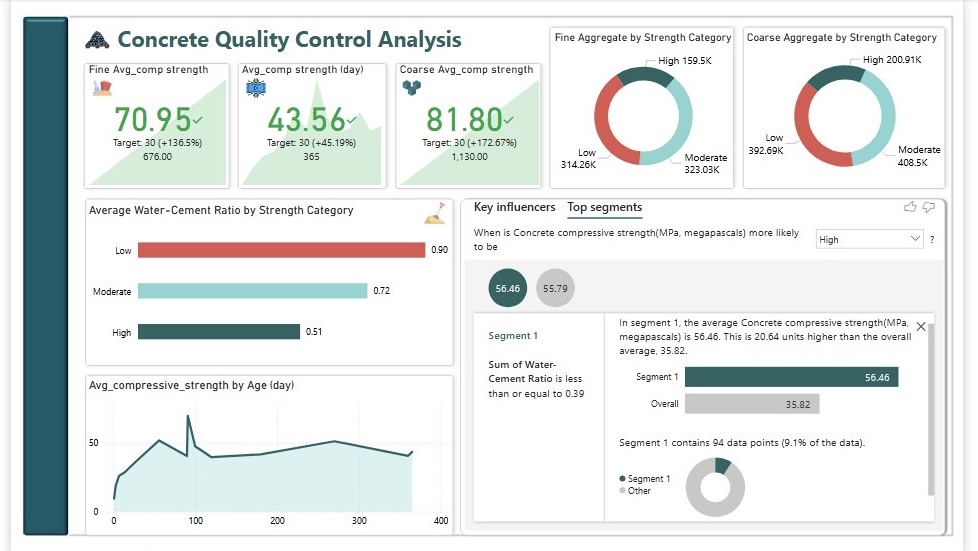 Concrete Quality Control Analysis
Fine Avg_comp strength
70.95
Target: 30 (+136.5%)
676.00
Avg_comp strength (day)
43.56
Target: 30 (+45.19%)
365
Coarse Avg_comp strength
81.80
Target: 30 (+172.67%)
1,130.00
Fine Aggregate by Strength Category
High 159.5K
Low
314.26K
Moderate
323.03K
Coarse Aggregate by Strength Category
High 200.91K
Low
392.69K
Moderate
408.5K
Average Water-Cement Ratio by Strength Category
Low 0.90
Moderate 0.72
High 0.51
Avg_compressive_strength by Age (day)
50
0
0 100 200 300 400
Key influencers Top segments
When is Concrete compressive strength(MPa, megapascals) more likely
to be
High
?
56.46 55.79
Segment 1
Sum of Water-
Cement Ratio is less
than or equal to 0.39
In segment 1, the average Concrete compressive strength(MPa,
megapascals) is 56.46. This is 20.64 units higher than the overall
average, 35.82.
Segment 1 56.46
Overall 35.82
Segment 1 contains 94 data points (9.1% of the data).
Segment 1
Other